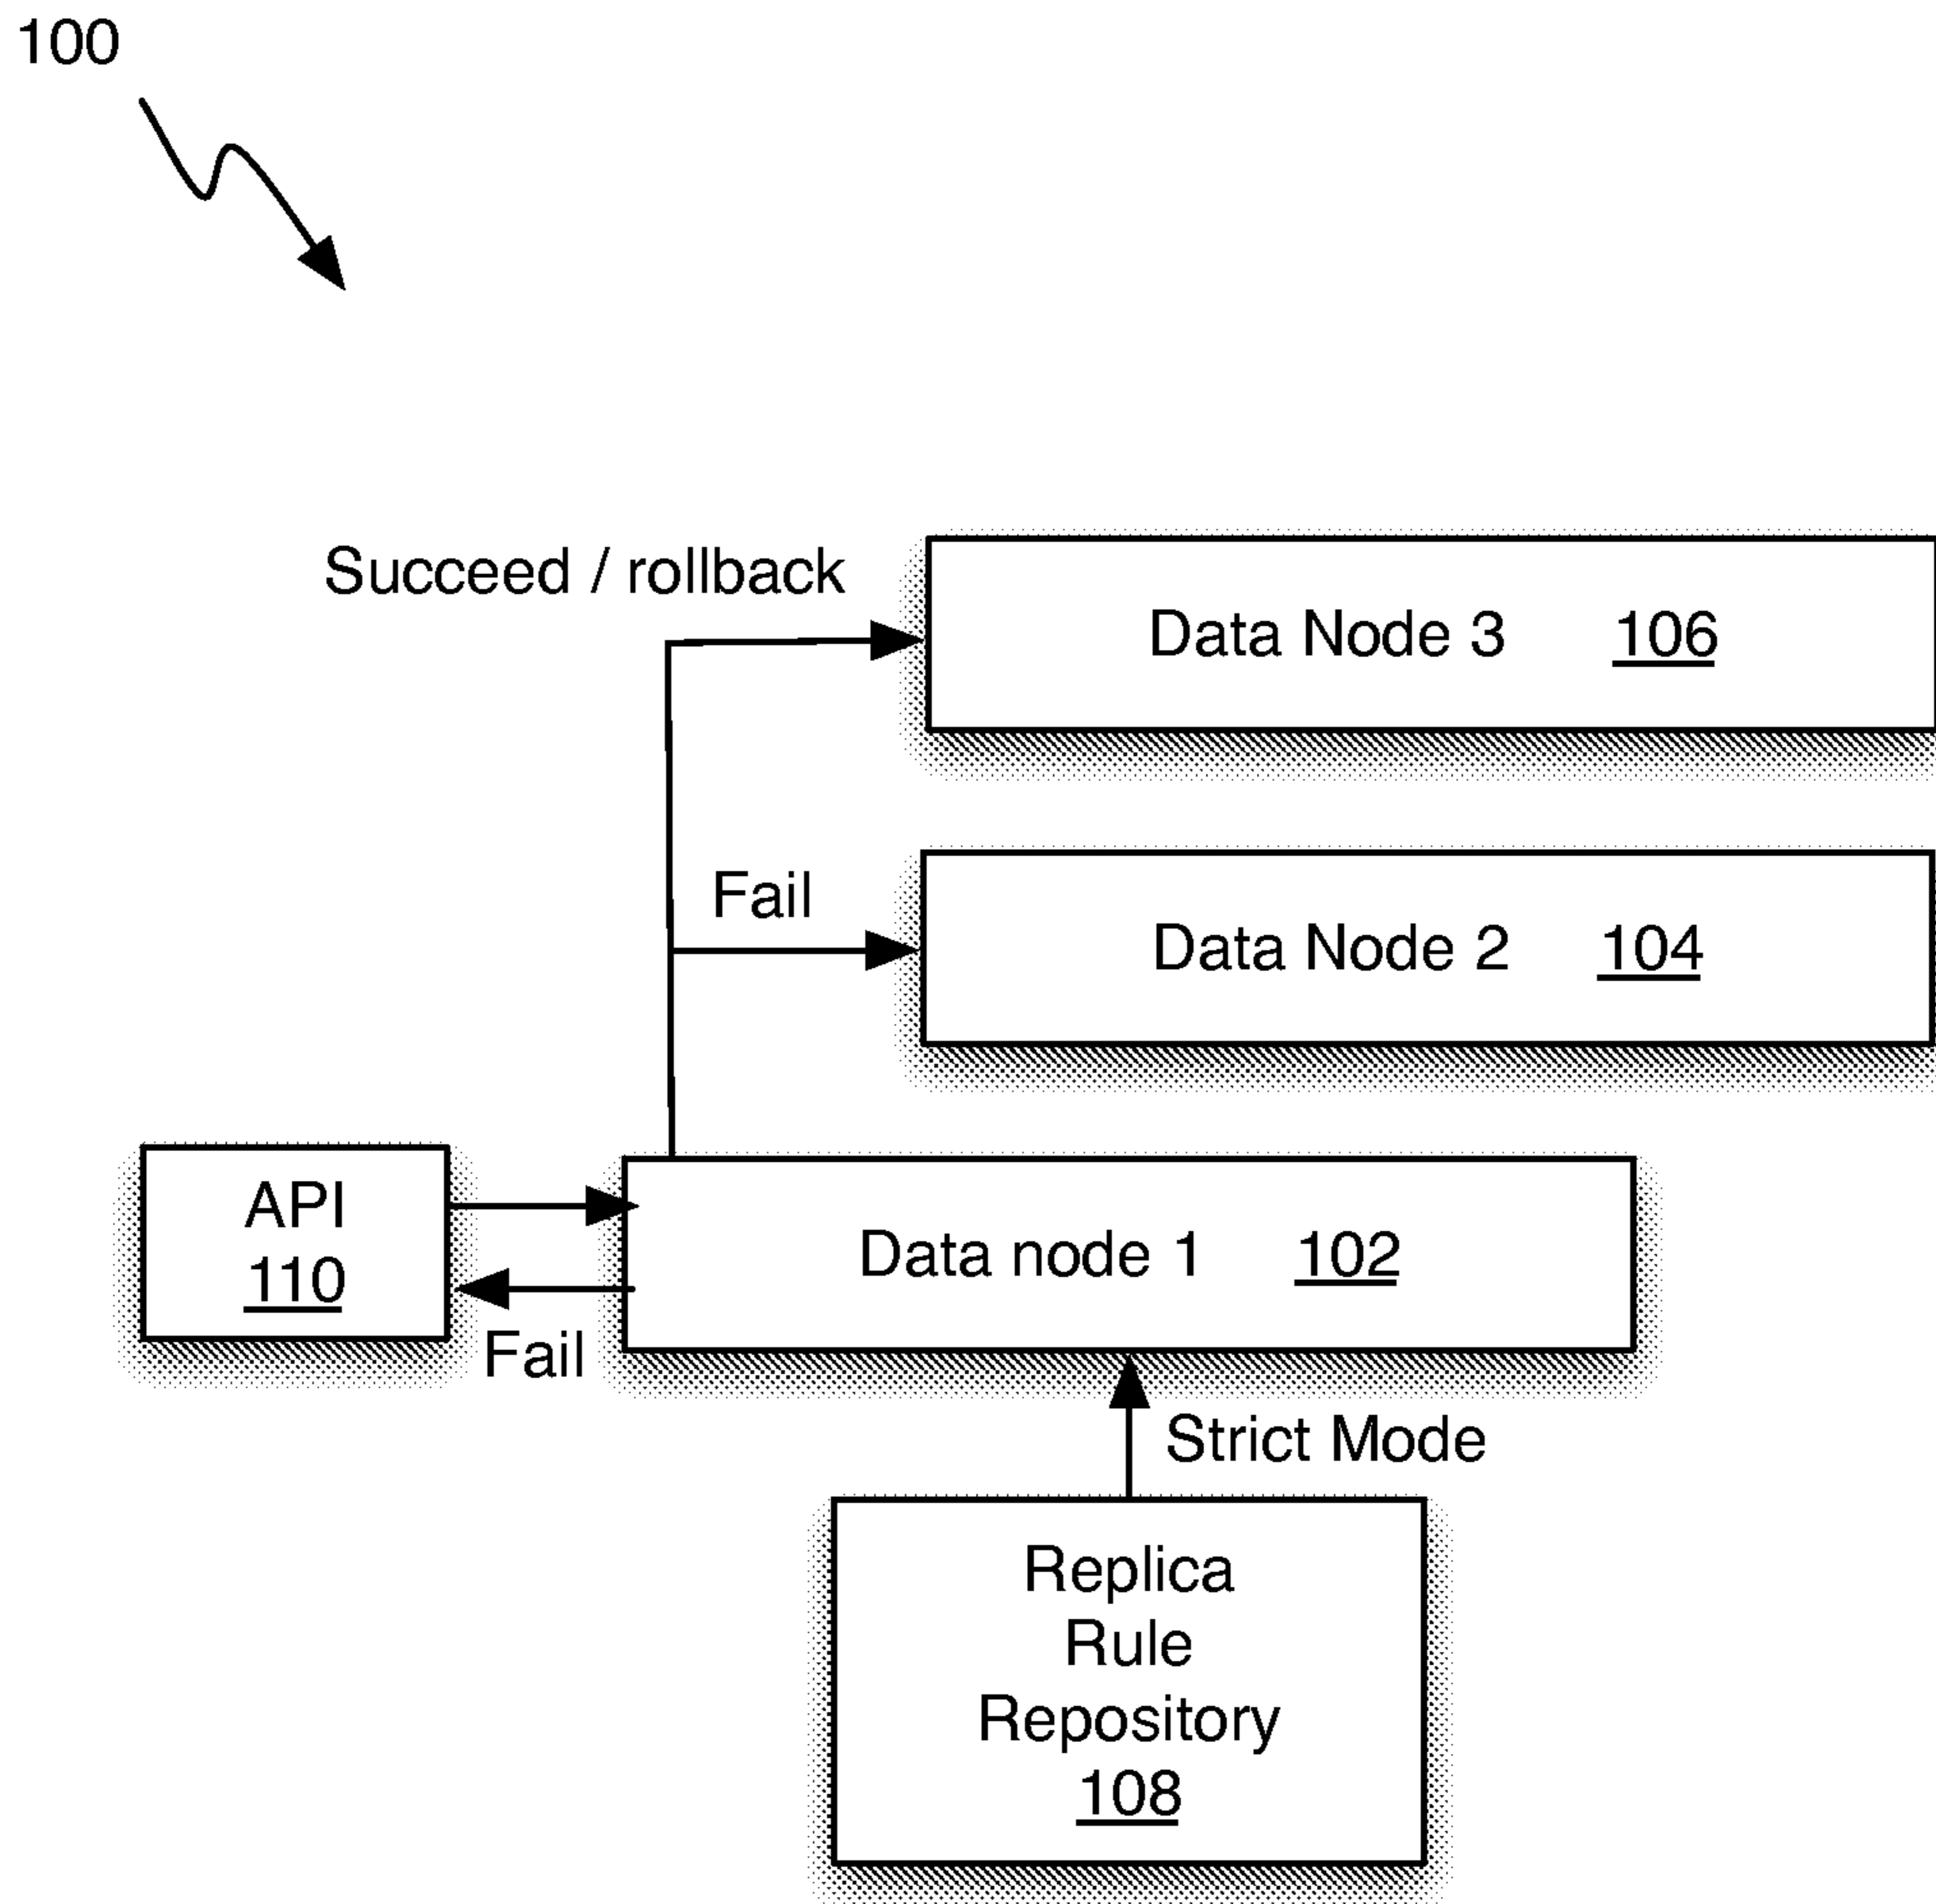 100
Succeed / rollback
Data Node 3 106
Fail
Data Node 2 104
API
110
Data node 1 102
Fail
Strict Mode
Replica
Rule
Repository
108